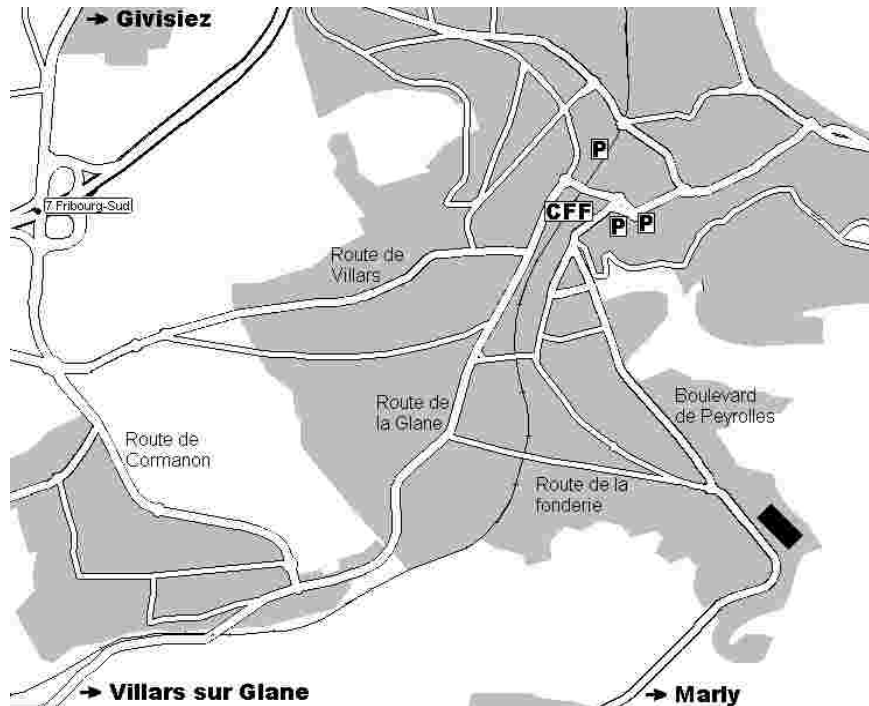 → Givisiez
P
7 Fribourg-Sud
CFF
P
P
Route de
Villars
Route de
la Glane
Boulevard
de Peyrolles
Route de
Cormanon
Route de la
fonderie
→ Villars sur Glane
→ Marly